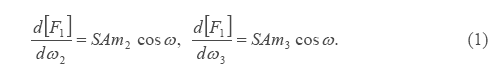 d[F₁]/dω₂ = SAm₂ cos ω, d[F₁]/dω₃ = SAm₃ cos ω. (1)